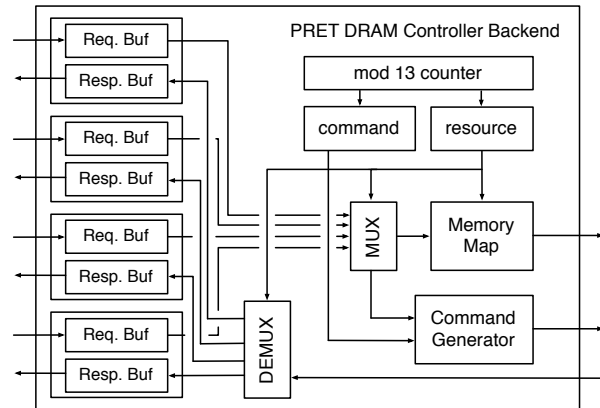 PRET DRAM Controller Backend
Req. Buf
Resp. Buf
Req. Buf
Resp. Buf
Req. Buf
Resp. Buf
Req. Buf
Resp. Buf
mod 13 counter
command
resource
MUX
Memory
Map
DEMUX
Command
Generator